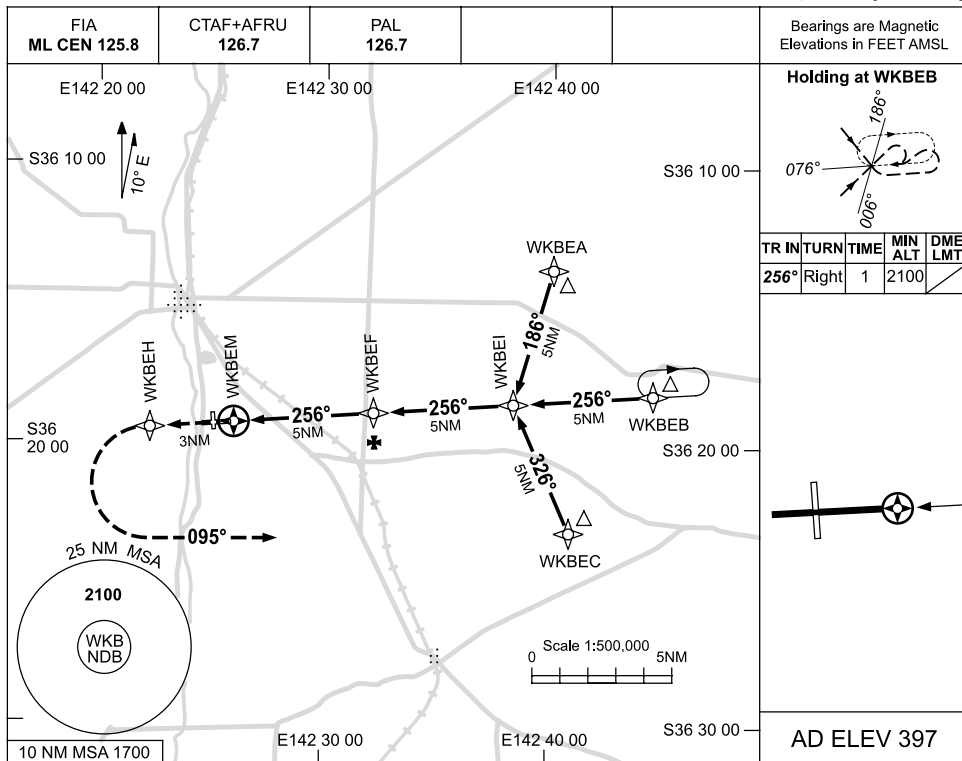 FIA
ML CEN 125.8
CTAF+AFRU
126.7
PAL
126.7
Bearings are Magnetic
Elevations in FEET AMSL
E142 20 00
E142 30 00
E142 40 00
S36 10 00
10° E
S36 10 00
Holding at WKBEB
186°
076°
006°
TR IN TURN TIME MIN ALT DME LMT
256° Right 1 2100
WKBEA
186°
5NM
WKBEH
WKBEM
WKBEF
WKBEI
256°
5NM
256°
5NM
256°
5NM
WKBEB
3NM
S36
20 00
S36 20 00
326°
5NM
WKBEC
095°
25 NM MSA
2100
WKB
NDB
Scale 1:500,000
0
5NM
E142 30 00
E142 40 00
S36 30 00
10 NM MSA 1700
AD ELEV 397